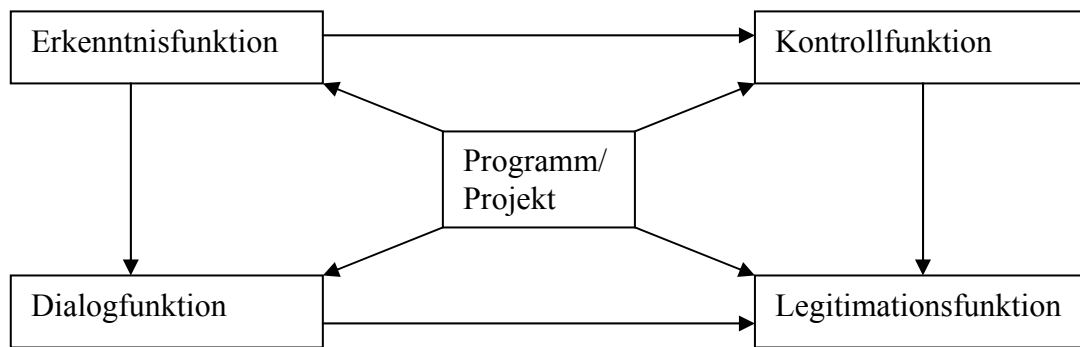 Erkenntnisfunktion
Kontrollfunktion
Programm/
Projekt
Dialogfunktion
Legitimationsfunktion